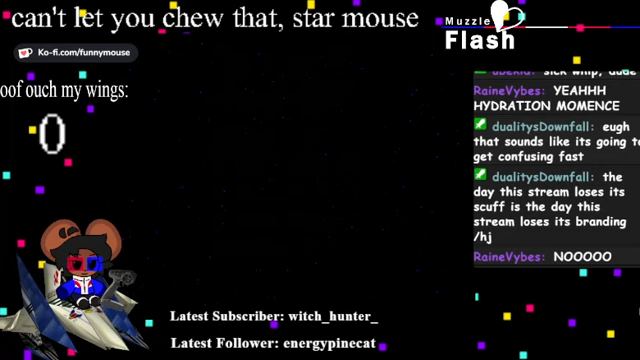 can't let you chew that, star mouse
Muzzle
Flash
Ko-fi.com/funnymouse
oof ouch my wings:
0
sick whip, dude
RaineVybes: YEAHHH
HYDRATION MOMENCE
dualitysDownfall: eugh
that sounds like its going to
get confusing fast
dualitysDownfall: the
day this stream loses its
scuff is the day this
stream loses its branding
/hj
RaineVybes: NOOOOO
Latest Subscriber: witch_hunter_
Latest Follower: energypinecat